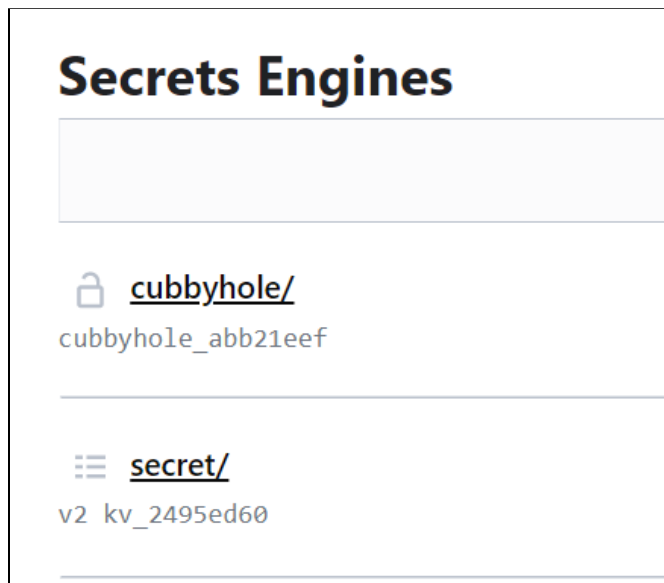 Secrets Engines
cubbyhole/
cubbyhole_abb21eef
secret/
v2 kv_2495ed60